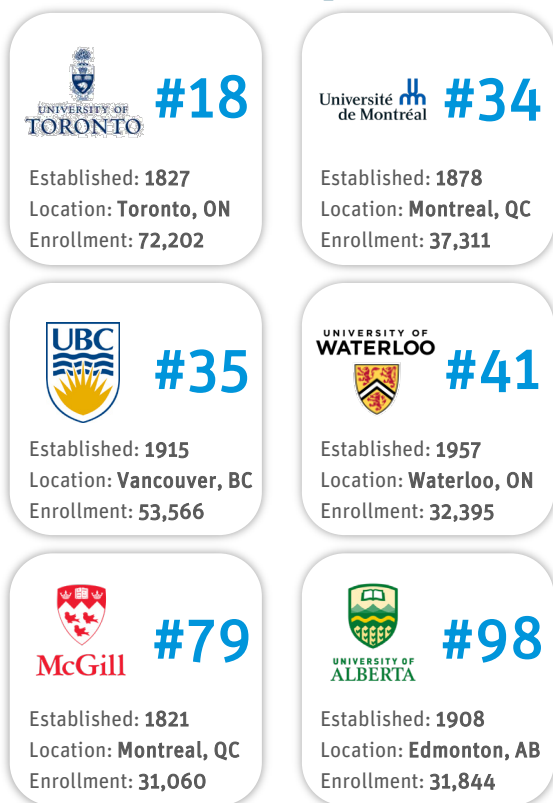 UNIVERSITY OF
TORONTO
#18
Established: 1827
Location: Toronto, ON
Enrollment: 72,202
Université
de Montréal
#34
Established: 1878
Location: Montreal, QC
Enrollment: 37,311
UBC
#35
Established: 1915
Location: Vancouver, BC
Enrollment: 53,566
UNIVERSITY OF
WATERLOO
#41
Established: 1957
Location: Waterloo, ON
Enrollment: 32,395
McGill
#79
Established: 1821
Location: Montreal, QC
Enrollment: 31,060
UNIVERSITY OF
ALBERTA
#98
Established: 1908
Location: Edmonton, AB
Enrollment: 31,844